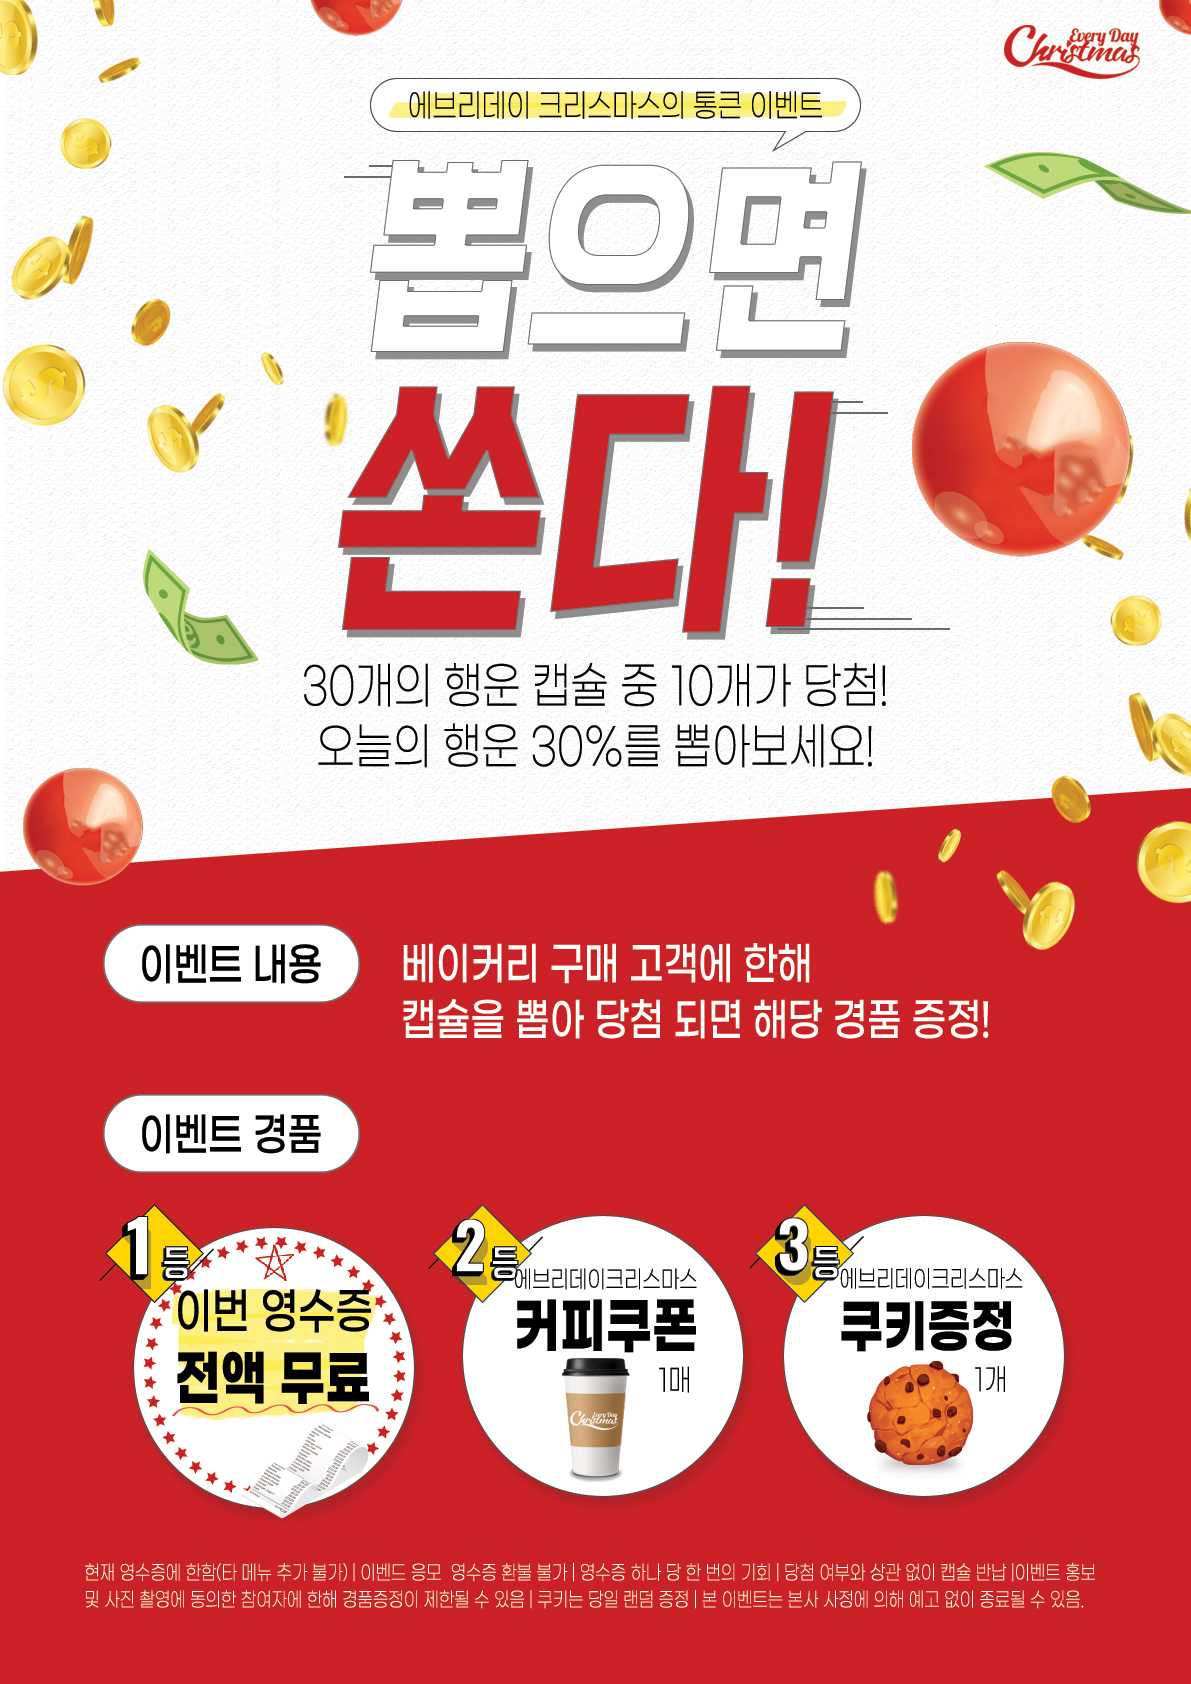 Every Day
Christmas
에브리데이 크리스마스의 통큰 이벤트
뽑으면
쏜다!
30개의 행운 캡슐 중 10개가 당첨!
오늘의 행운 30%를 뽑아보세요!
이벤트 내용
베이커리 구매 고객에 한해
캡슐을 뽑아 당첨 되면 해당 경품 증정!
이벤트 경품
1등
이번 영수증
전액 무료
2등
에브리데이크리스마스
커피쿠폰
1매
Every Day
Christmas
3등
에브리데이크리스마스
쿠키증정
1개
현재 영수증에 한함(타 메뉴 추가 불가) | 이벤드 응모 영수증 환불 불가 | 영수증 하나 당 한 번의 기회 | 당첨 여부와 상관 없이 캡슐 반납 |이벤트 홍보
및 사진 촬영에 동의한 참여자에 한해 경품증정이 제한될 수 있음 | 쿠키는 당일 랜덤 증정 | 본 이벤트는 본사 사정에 의해 예고 없이 종료될 수 있음.